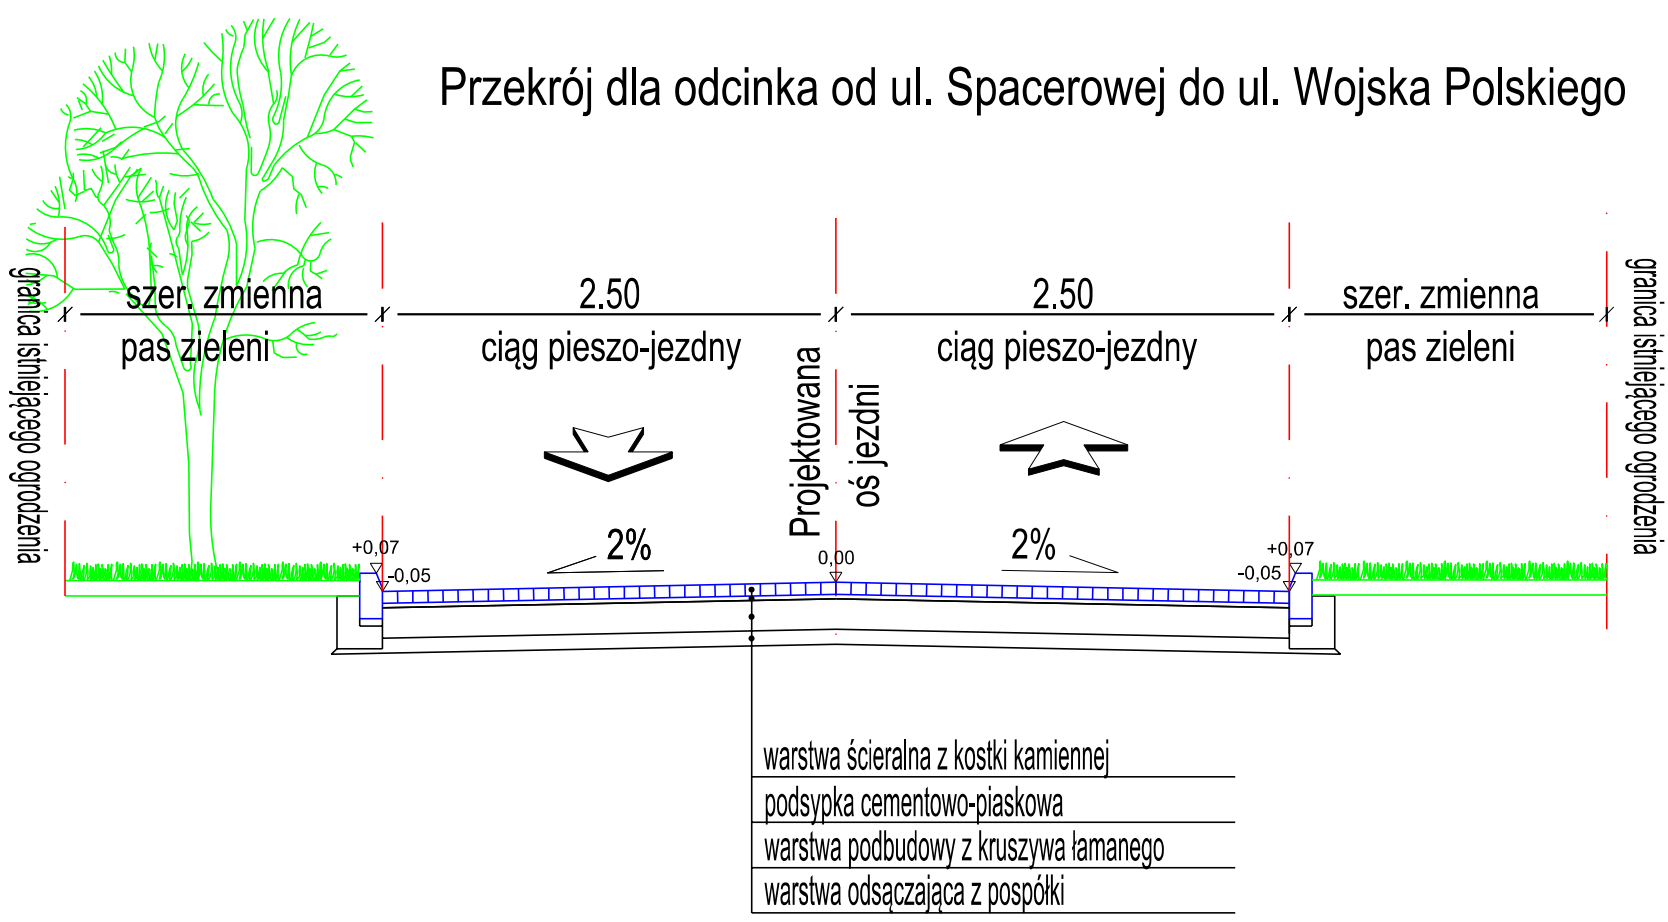 Przekrój dla odcinka od ul. Spacerowej do ul. Wojska Polskiego
granica istniejącego ogrodzenia
szer. zmienna
pas zieleni
2.50
ciąg pieszo-jezdny
Projektowana
oś jezdni
2.50
ciąg pieszo-jezdny
szer. zmienna
pas zieleni
granica istniejącego ogrodzenia
+0,07
-0,05
2%
0,00
2%
+0,07
-0,05
warstwa ścieralna z kostki kamiennej
podsypka cementowo-piaskowa
warstwa podbudowy z kruszywa łamanego
warstwa odsączająca z pospółki